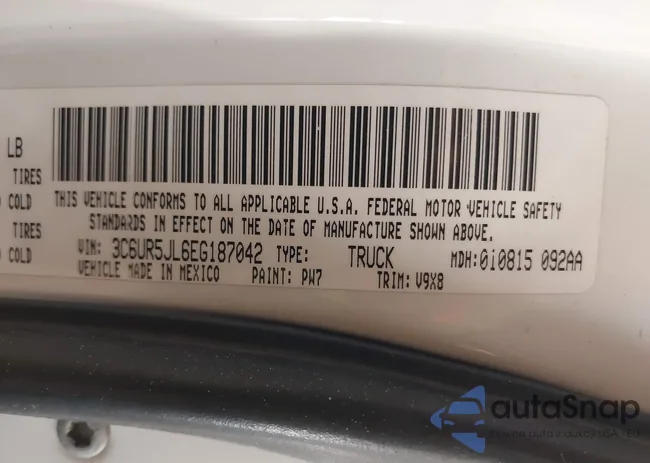 LB
TIRES
COLD
TIRES
COLD
THIS VEHICLE CONFORMS TO ALL APPLICABLE U.S.A. FEDERAL MOTOR VEHICLE SAFETY
STANDARDS IN EFFECT ON THE DATE OF MANUFACTURE SHOWN ABOVE.
VIN: 3C6UR5JL6EG187042 TYPE: TRUCK MDH: 010815 092AA
VEHICLE MADE IN MEXICO PAINT: PW7 TRIM: V9X8
autaSnap